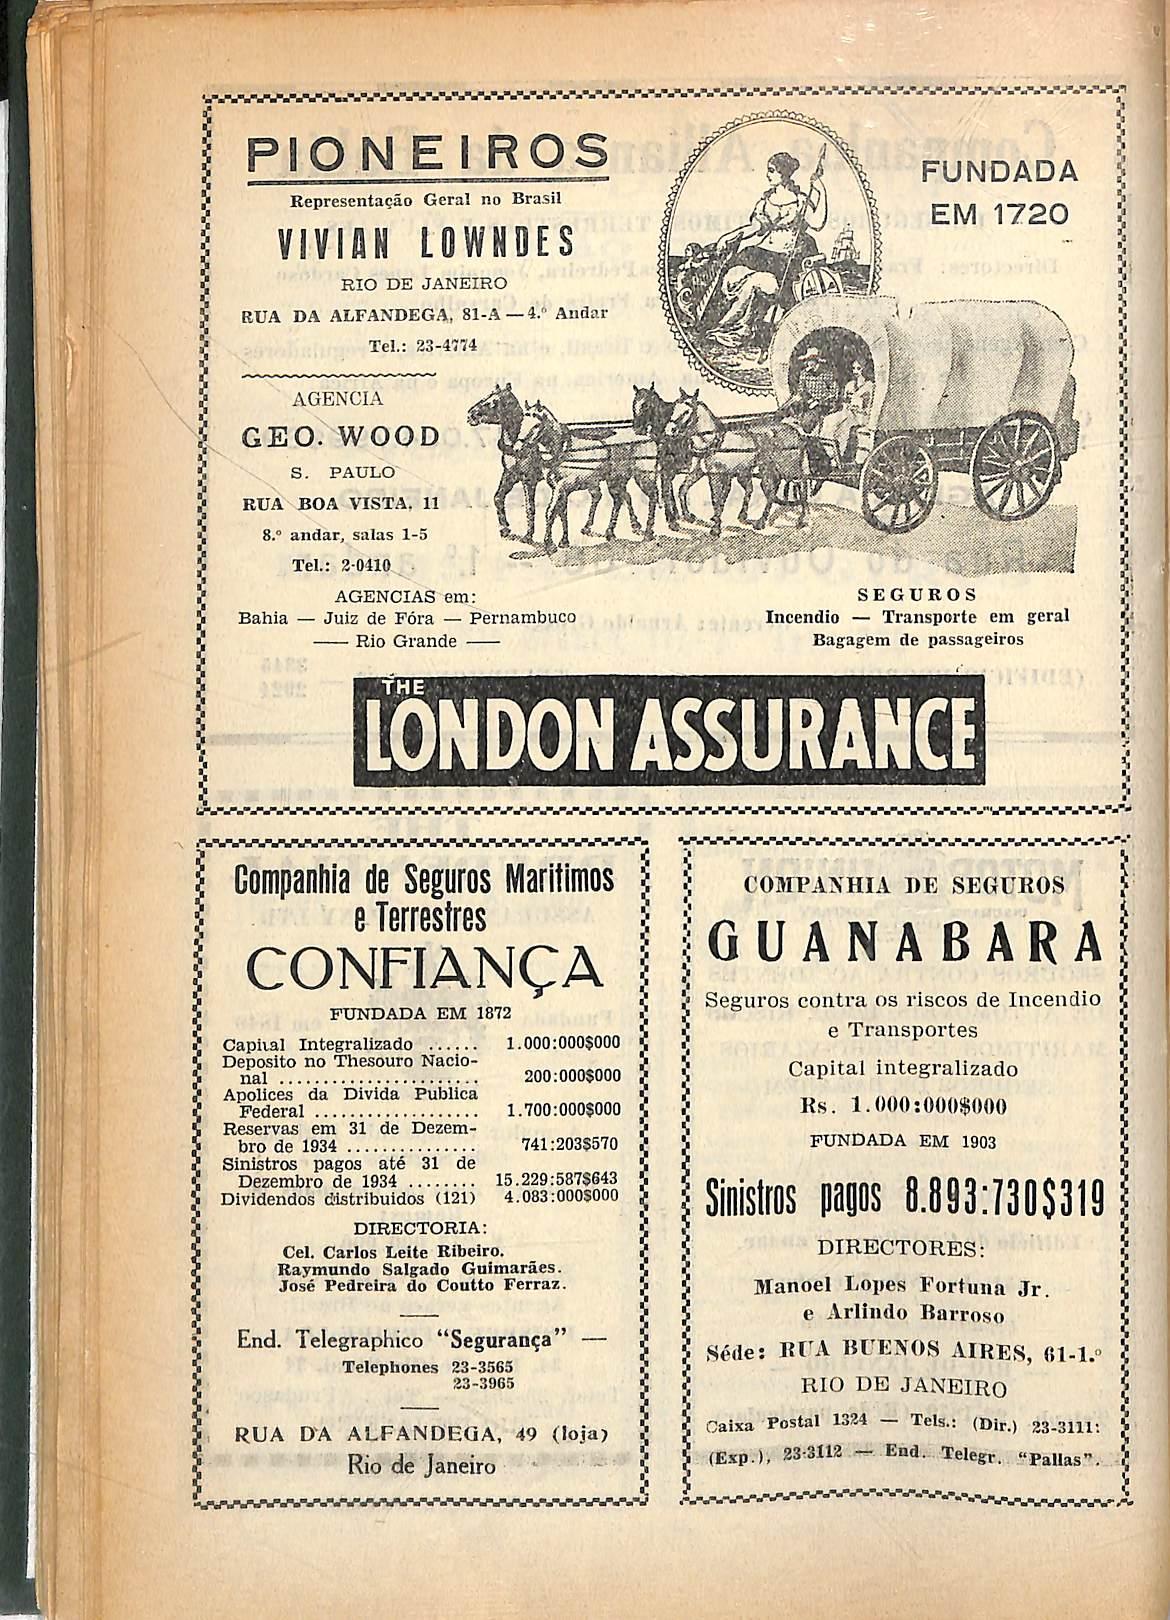 PIONEIROS
Representação Geral no Brasil
VIVIAN LOWNDES
RIO DE JANEIRO
RUA DA ALFANDEGA, 81-A — 4.º Andar
Tel.: 23-4774
AGENCIA
GEO. WOOD
S. PAULO
RUA BOA VISTA, 11
8.º andar, salas 1-5
Tel.: 2-0410
AGENCIAS em:
Bahia — Juiz de Fóra — Pernambuco
— Rio Grande —
FUNDADA
EM 1720
SEGUROS
Incendio — Transporte em geral
Bagagem de passageiros
THE
LONDON ASSURANCE
Companhia de Seguros Maritimos
e Terrestres
CONFIANÇA
FUNDADA EM 1872
Capital Integralizado ...... 1.000:000$000
Deposito no Thesouro Nacio-
nal ...................... 200:000$000
Apolices da Divida Publica
Federal .................. 1.700:000$000
Reservas em 31 de Dezem-
bro de 1934 ............... 741:203$570
Sinistros pagos até 31 de
Dezembro de 1934 ........ 15.229:587$643
Dividendos distribuidos (121) 4.083:000$000
DIRECTORIA:
Cel. Carlos Leite Ribeiro.
Raymundo Salgado Guimarães.
José Pedreira do Coutto Ferraz.
End. Telegraphico "Segurança" —
Telephones 23-3565
23-3965
RUA DA ALFANDEGA, 49 (loja)
Rio de Janeiro
COMPANHIA DE SEGUROS
GUANABARA
Seguros contra os riscos de Incendio
e Transportes
Capital integralizado
Rs. 1.000:000$000
FUNDADA EM 1903
Sinistros pagos 8.893:730$319
DIRECTORES:
Manoel Lopes Fortuna Jr.
e Arlindo Barroso
Séde: RUA BUENOS AIRES, 61-1.º
RIO DE JANEIRO
Caixa Postal 1324 — Tels.: (Dir.) 23-3111:
(Exp.), 23-3112 — End. Telegr. "Pallas".